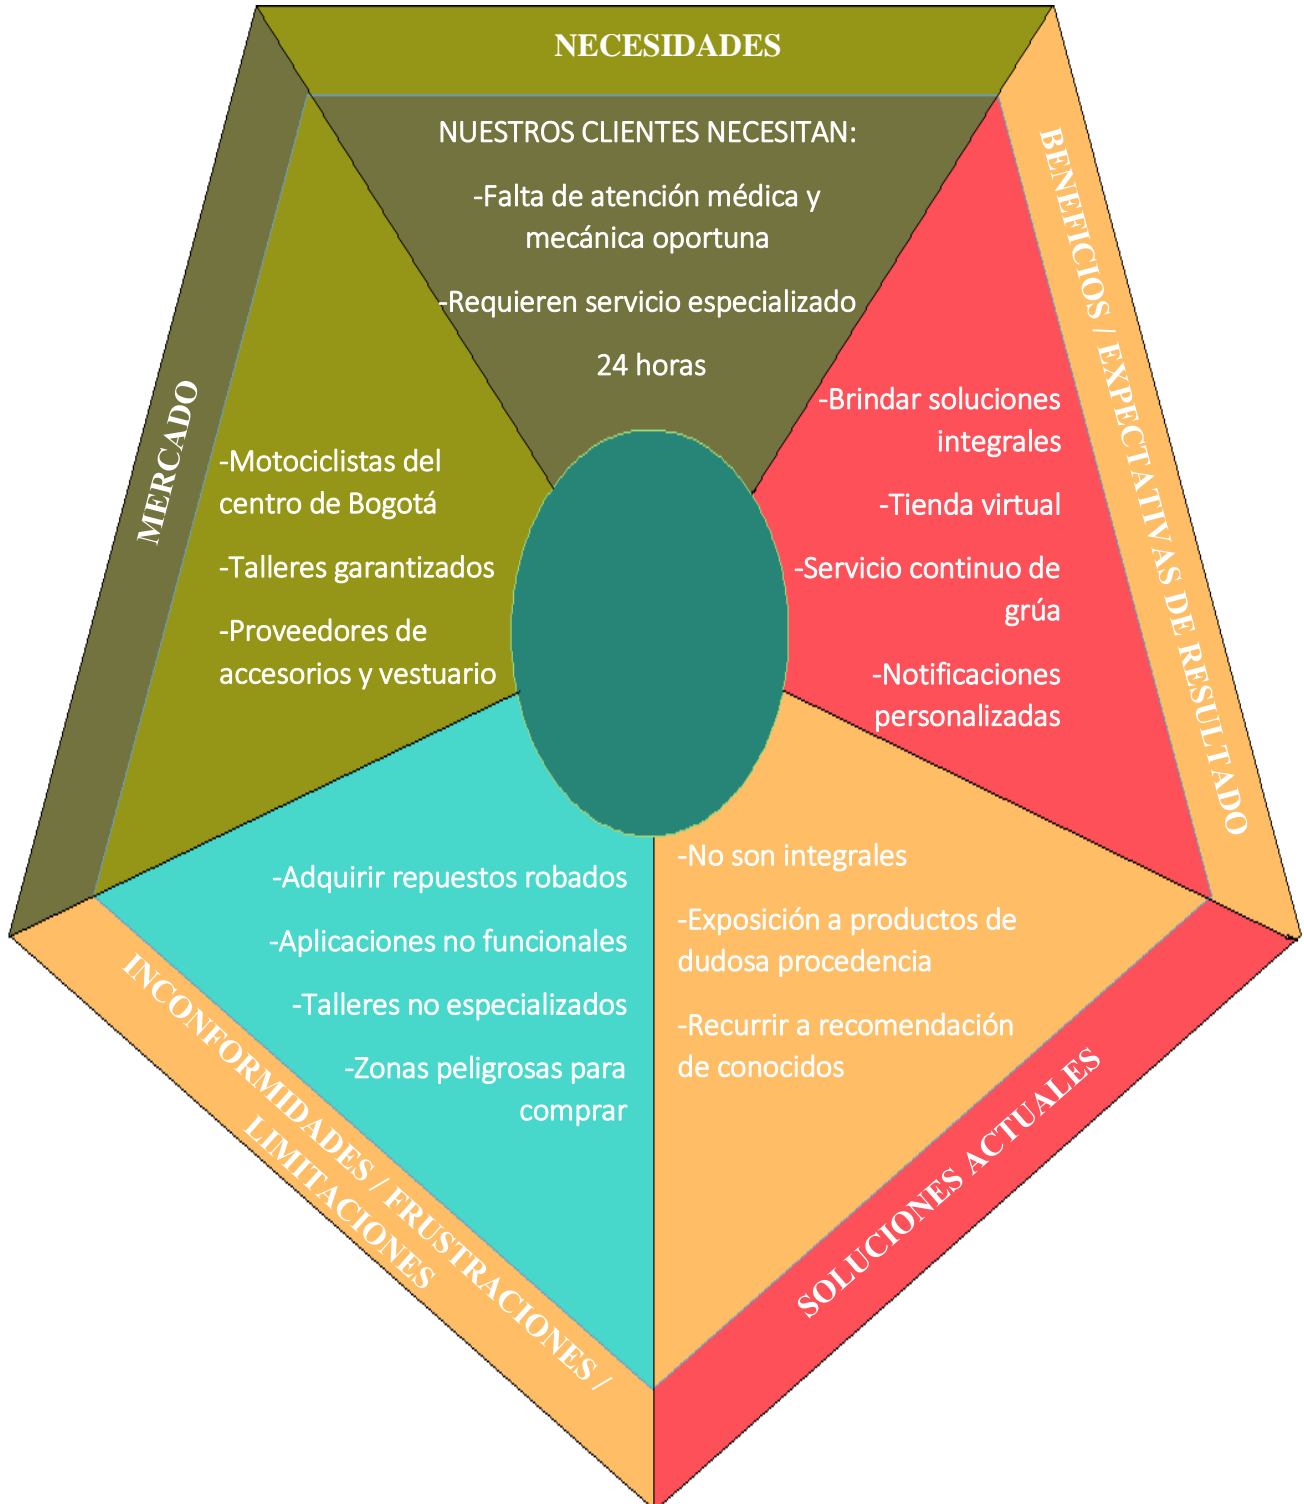 NECESIDADES
NUESTROS CLIENTES NECESITAN:
-Falta de atención médica y
mecánica oportuna
-Requieren servicio especializado
24 horas
BENEFICIOS / EXPECTATIVAS DE RESULTADO
-Brindar soluciones
integrales
-Tienda virtual
-Servicio continuo de
grúa
-Notificaciones
personalizadas
MERCADO
-Motociclistas del
centro de Bogotá
-Talleres garantizados
-Proveedores de
accesorios y vestuario
-Adquirir repuestos robados
-Aplicaciones no funcionales
-Talleres no especializados
-Zonas peligrosas para
comprar
INCONFORMIDADES / FRUSTRACIONES /
LIMITACIONES
-No son integrales
-Exposición a productos de
dudosa procedencia
-Recurrir a recomendación
de conocidos
SOLUCIONES ACTUALES